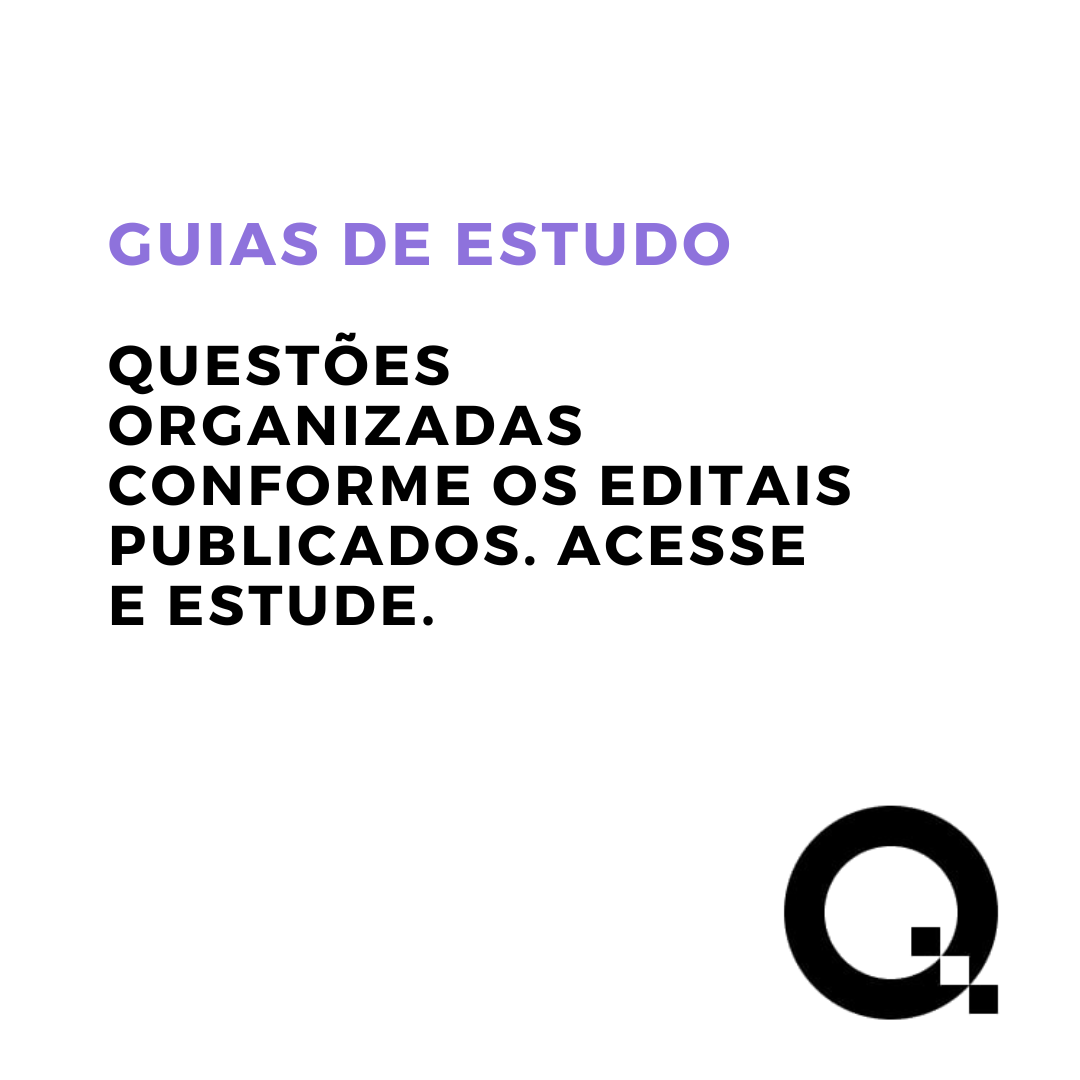 GUIAS DE ESTUDO
QUESTÕES
ORGANIZADAS
CONFORME OS EDITAIS
PUBLICADOS. ACESSE
E ESTUDE.